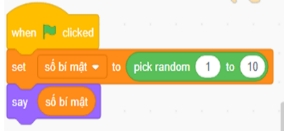 when clicked
set số bí mật to pick random 1 to 10
say số bí mật